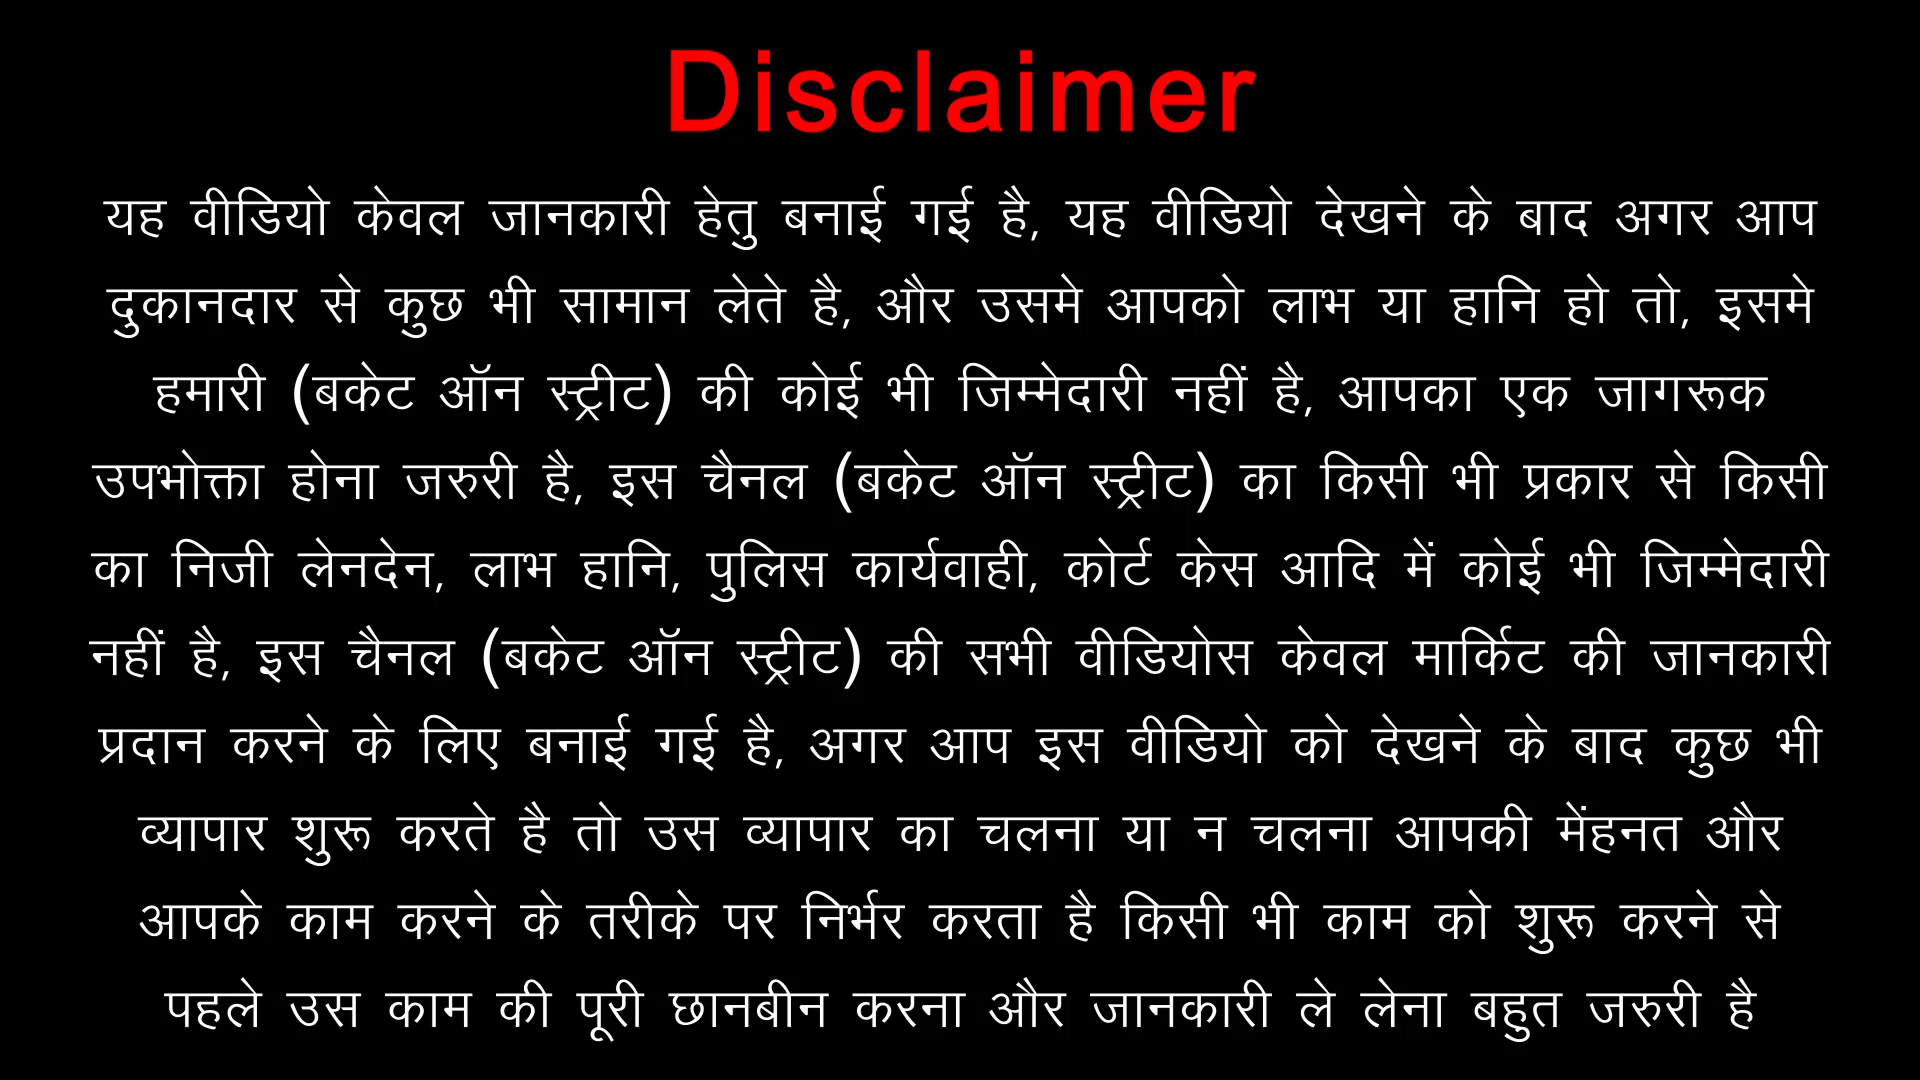 Disclaimer
यह वीडियो केवल जानकारी हेतु बनाई गई है, यह वीडियो देखने के बाद अगर आप
दुकानदार से कुछ भी सामान लेते है, और उसमे आपको लाभ या हानि हो तो, इसमे
हमारी (बकेट ऑन स्ट्रीट) की कोई भी जिम्मेदारी नहीं है, आपका एक जागरूक
उपभोक्ता होना जरुरी है, इस चैनल (बकेट ऑन स्ट्रीट) का किसी भी प्रकार से किसी
का निजी लेनदेन, लाभ हानि, पुलिस कार्यवाही, कोर्ट केस आदि में कोई भी जिम्मेदारी
नहीं है, इस चैनल (बकेट ऑन स्ट्रीट) की सभी वीडियोस केवल मार्किट की जानकारी
प्रदान करने के लिए बनाई गई है, अगर आप इस वीडियो को देखने के बाद कुछ भी
व्यापार शुरू करते है तो उस व्यापार का चलना या न चलना आपकी मेंहनत और
आपके काम करने के तरीके पर निर्भर करता है किसी भी काम को शुरू करने से
पहले उस काम की पूरी छानबीन करना और जानकारी ले लेना बहुत जरुरी है